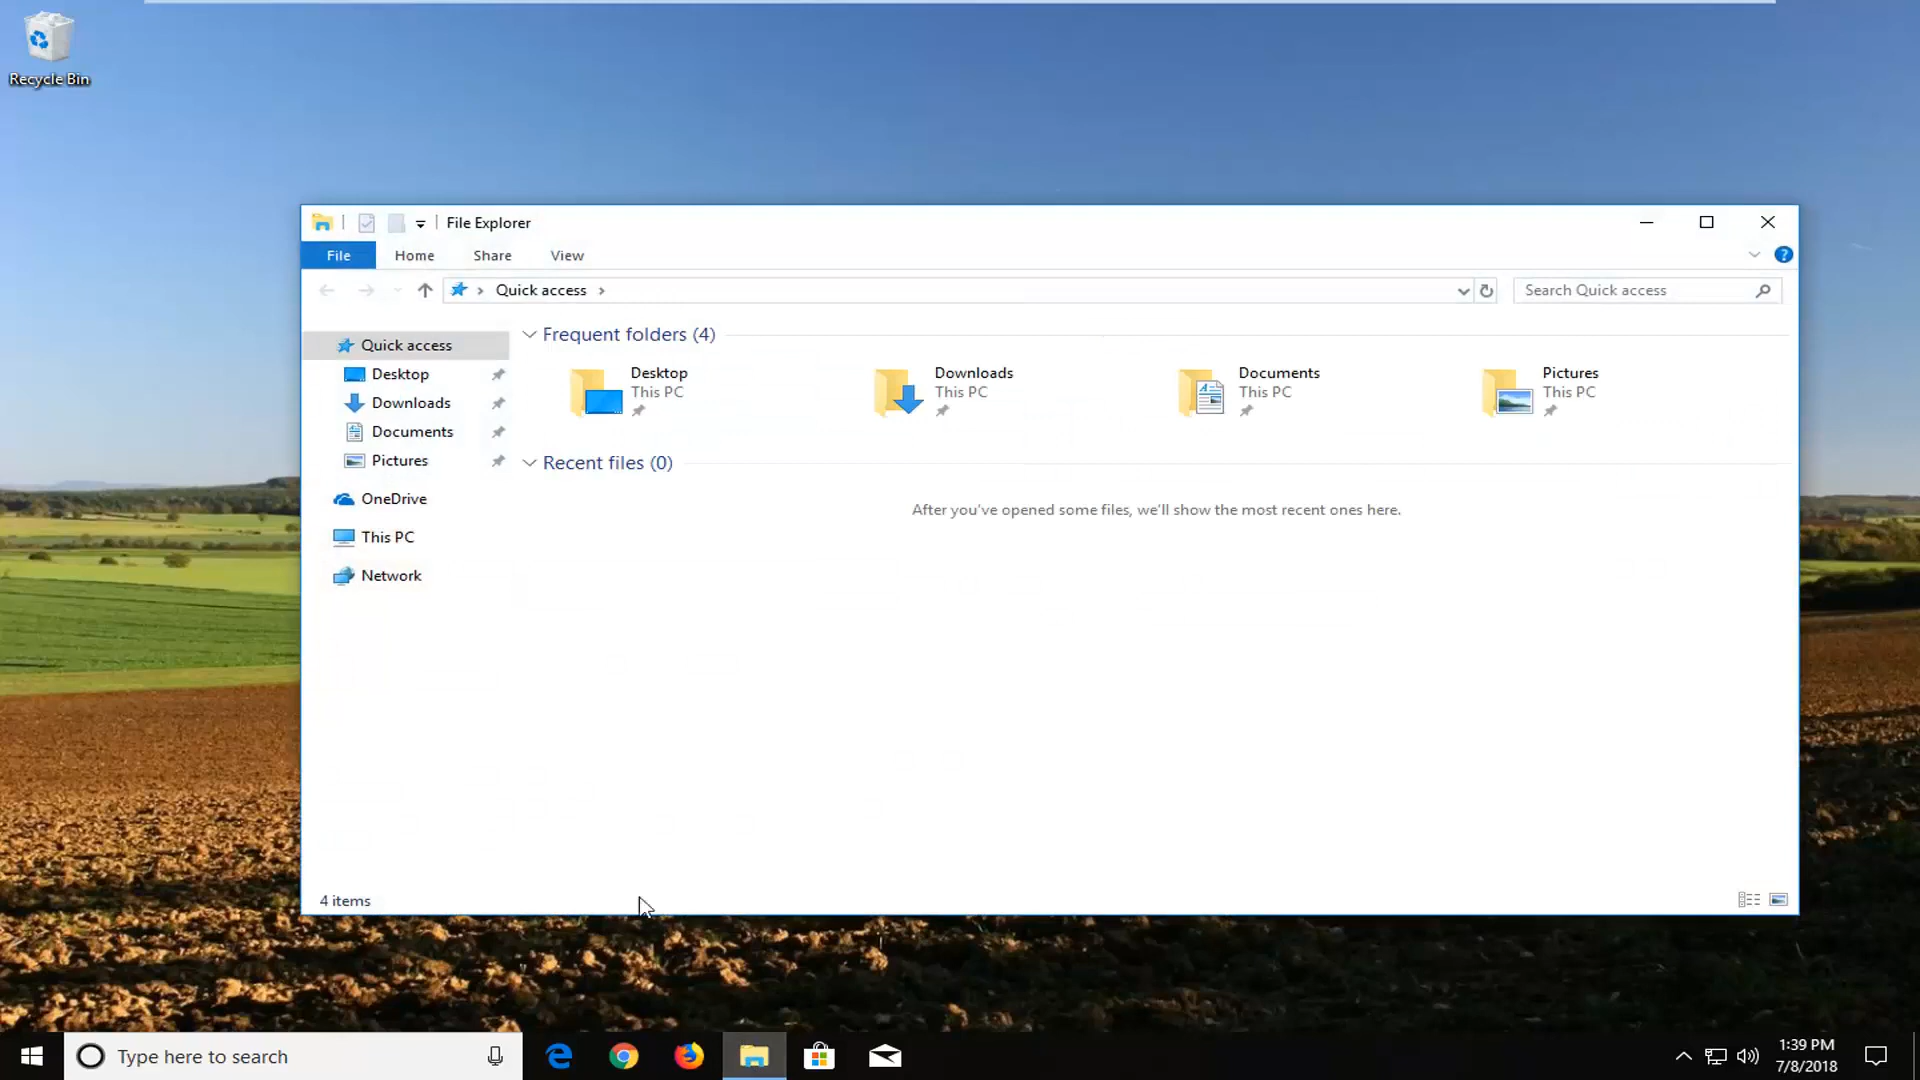 Recycle Bin
File Explorer
File Home Share View
Quick access
Search Quick access
Quick access
Desktop
Downloads
Documents
Pictures
OneDrive
This PC
Network
Frequent folders (4)
Desktop
This PC
Downloads
This PC
Documents
This PC
Pictures
This PC
Recent files (0)
After you've opened some files, we'll show the most recent ones here.
4 items
Type here to search
1:39 PM
7/8/2018